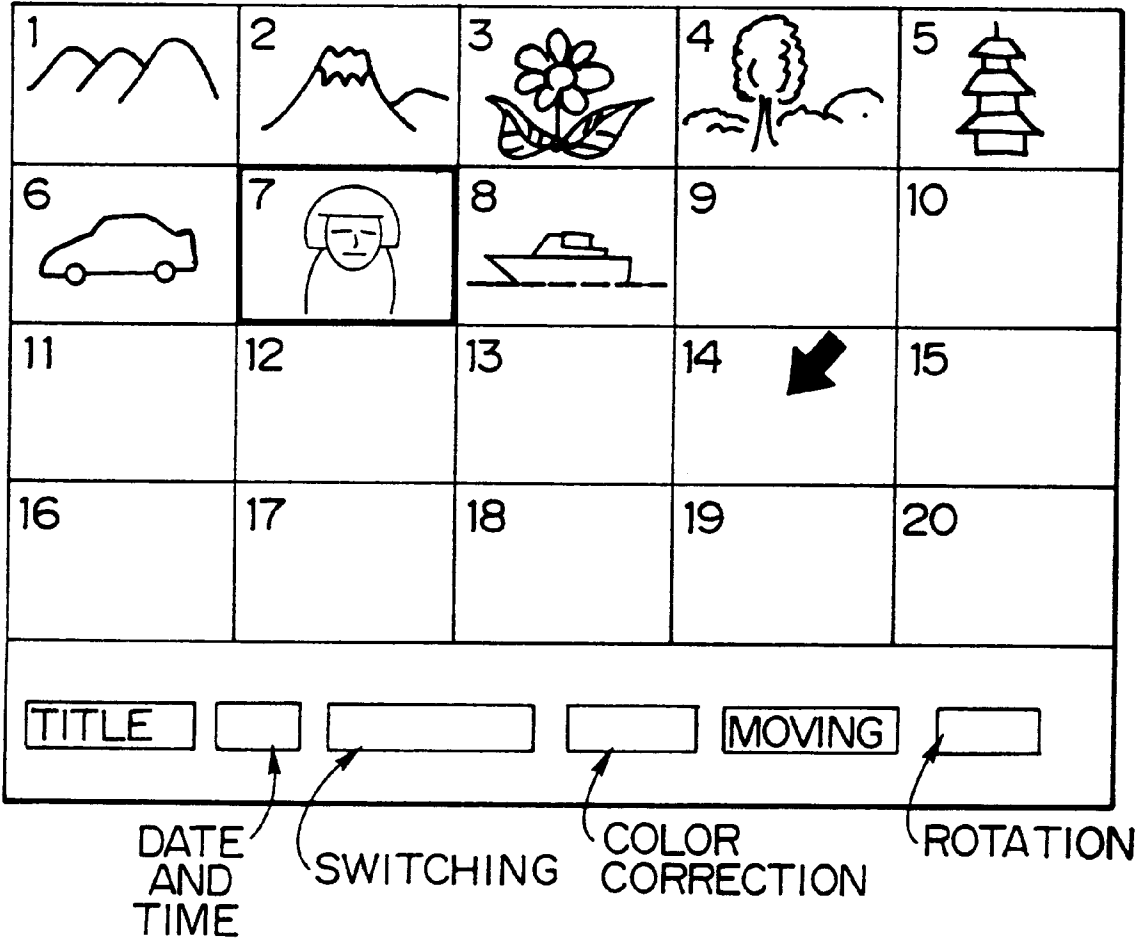 1 2 3 4 5
6 7 8 9 10
11 12 13 14 15
16 17 18 19 20
TITLE MOVING
DATE
AND
TIME
SWITCHING
COLOR
CORRECTION
ROTATION